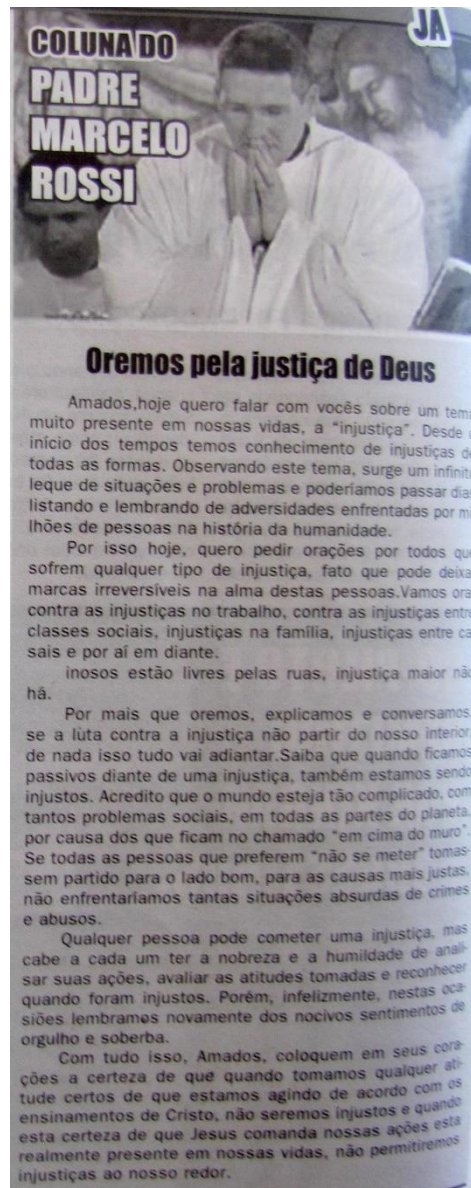 JÁ
COLUNA DO
PADRE
MARCELO
ROSSI
Oremos pela justiça de Deus
Amados,hoje quero falar com vocês sobre um tema
muito presente em nossas vidas, a "injustiça". Desde
início dos tempos temos conhecimento de injustiças de
todas as formas. Observando este tema, surge um infinit
leque de situações e problemas e poderíamos passar dias
listando e lembrando de adversidades enfrentadas por mi
lhões de pessoas na história da humanidade.
Por isso hoje, quero pedir orações por todos que
sofrem qualquer tipo de injustiça, fato que pode deixa
marcas irreversíveis na alma destas pessoas.Vamos ora
contra as injustiças no trabalho, contra as injustiças entre
classes sociais, injustiças na família, injustiças entre ca
sais e por aí em diante.
inosos estão livres pelas ruas, injustiça maior não
há.
Por mais que oremos, explicamos e conversamos,
se a luta contra a injustiça não partir do nosso interior,
de nada isso tudo vai adiantar.Saiba que quando ficamos
passivos diante de uma injustiça, também estamos sendo
injustos. Acredito que o mundo esteja tão complicado, com
tantos problemas sociais, em todas as partes do planeta,
por causa dos que ficam no chamado "em cima do muro".
Se todas as pessoas que preferem "não se meter" tomas-
sem partido para o lado bom, para as causas mais justas,
não enfrentaríamos tantas situações absurdas de crimes
e abusos.
Qualquer pessoa pode cometer uma injustiça, mas
cabe a cada um ter a nobreza e a humildade de anali-
sar suas ações, avaliar as atitudes tomadas e reconhecer
quando foram injustos. Porém, infelizmente, nestas oca-
siões lembramos novamente dos nocivos sentimentos de
orgulho e soberba.
Com tudo isso, Amados, coloquem em seus cora-
ções a certeza de que quando tomamos qualquer ati-
tude certos de que estamos agindo de acordo com os
ensinamentos de Cristo, não seremos injustos e quando
esta certeza de que Jesus comanda nossas ações esta
realmente presente em nossas vidas, não permitiremos
injustiças ao nosso redor.